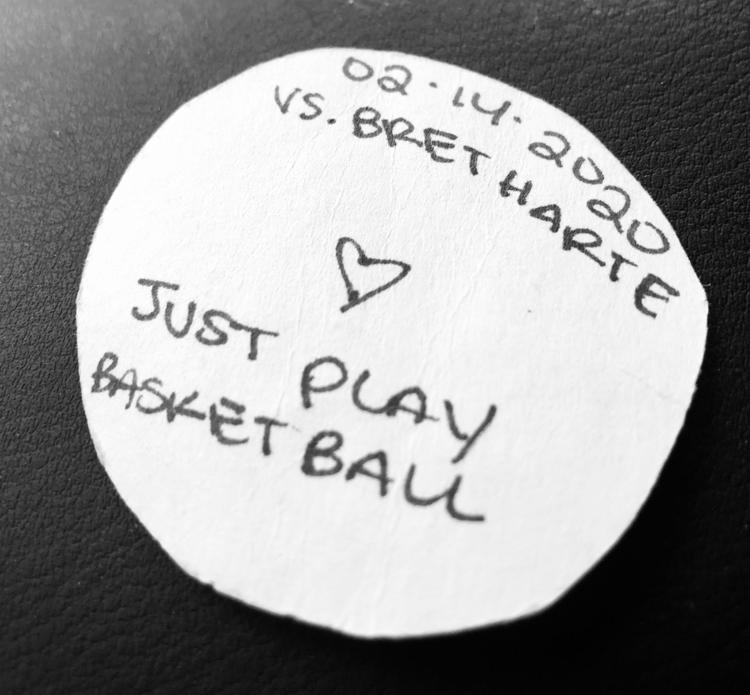 02.14.2020
VS. BRET HARTE
JUST PLAY
BASKETBALL